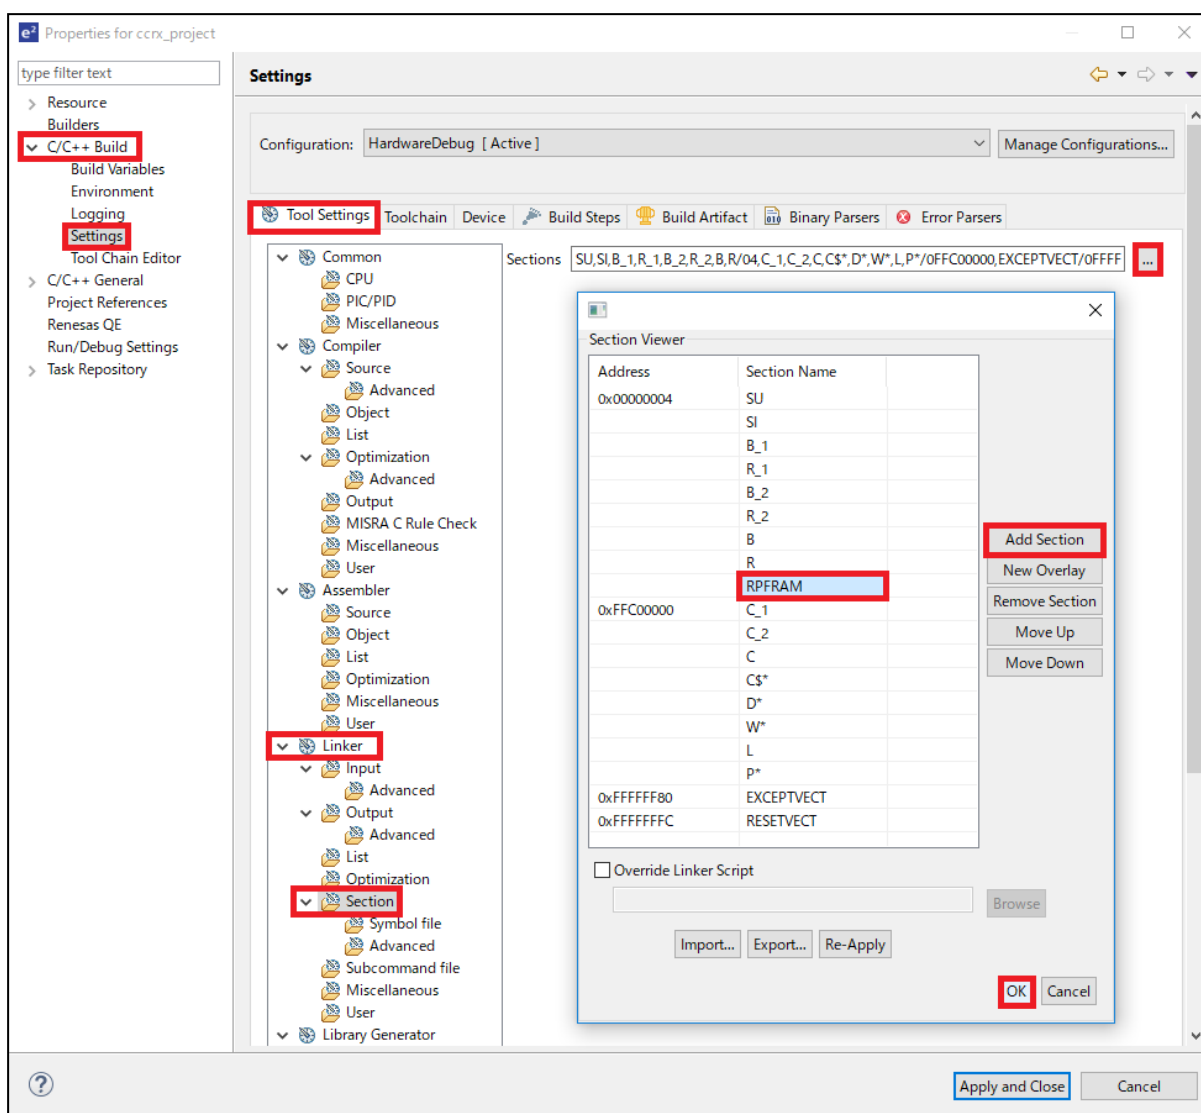 e² Properties for ccrx_project
type filter text
Resource
Builders
C/C++ Build
Build Variables
Environment
Logging
Settings
Tool Chain Editor
C/C++ General
Project References
Renesas QE
Run/Debug Settings
Task Repository
Settings
Configuration: HardwareDebug [ Active ] Manage Configurations...
Tool Settings Toolchain Device Build Steps Build Artifact Binary Parsers Error Parsers
Common
CPU
PIC/PID
Miscellaneous
Compiler
Source
Advanced
Object
List
Optimization
Advanced
Output
MISRA C Rule Check
Miscellaneous
User
Assembler
Source
Object
List
Optimization
Miscellaneous
User
Linker
Input
Advanced
Output
Advanced
List
Optimization
Section
Symbol file
Advanced
Subcommand file
Miscellaneous
User
Library Generator
Sections SU,SI,B_1,R_1,B_2,R_2,B,R/04,C_1,C_2,C,C$*,D*,W*,L,P*/0FFC00000,EXCEPTVECT/0FFFF ...
Section Viewer
Address Section Name
0x00000004 SU
SI
B_1
R_1
B_2
R_2
B
R
RPFRAM
0xFFC00000 C_1
C_2
C
C$*
D*
W*
L
P*
0xFFFFFF80 EXCEPTVECT
0xFFFFFFFC RESETVECT
Add Section
New Overlay
Remove Section
Move Up
Move Down
Override Linker Script
Browse
Import... Export... Re-Apply
OK Cancel
? Apply and Close Cancel